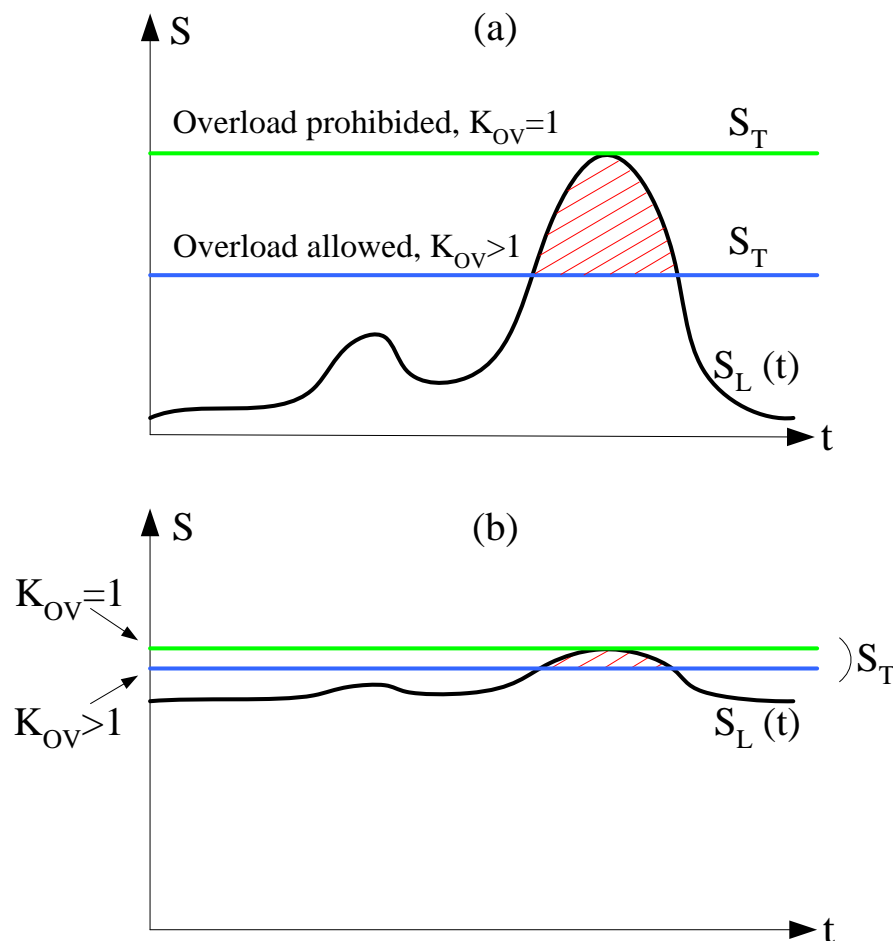 S
(a)
Overload prohibided, K_OV=1
S_T
Overload allowed, K_OV>1
S_T
S_L (t)
t
S
(b)
K_OV=1
S_T
K_OV>1
S_L (t)
t